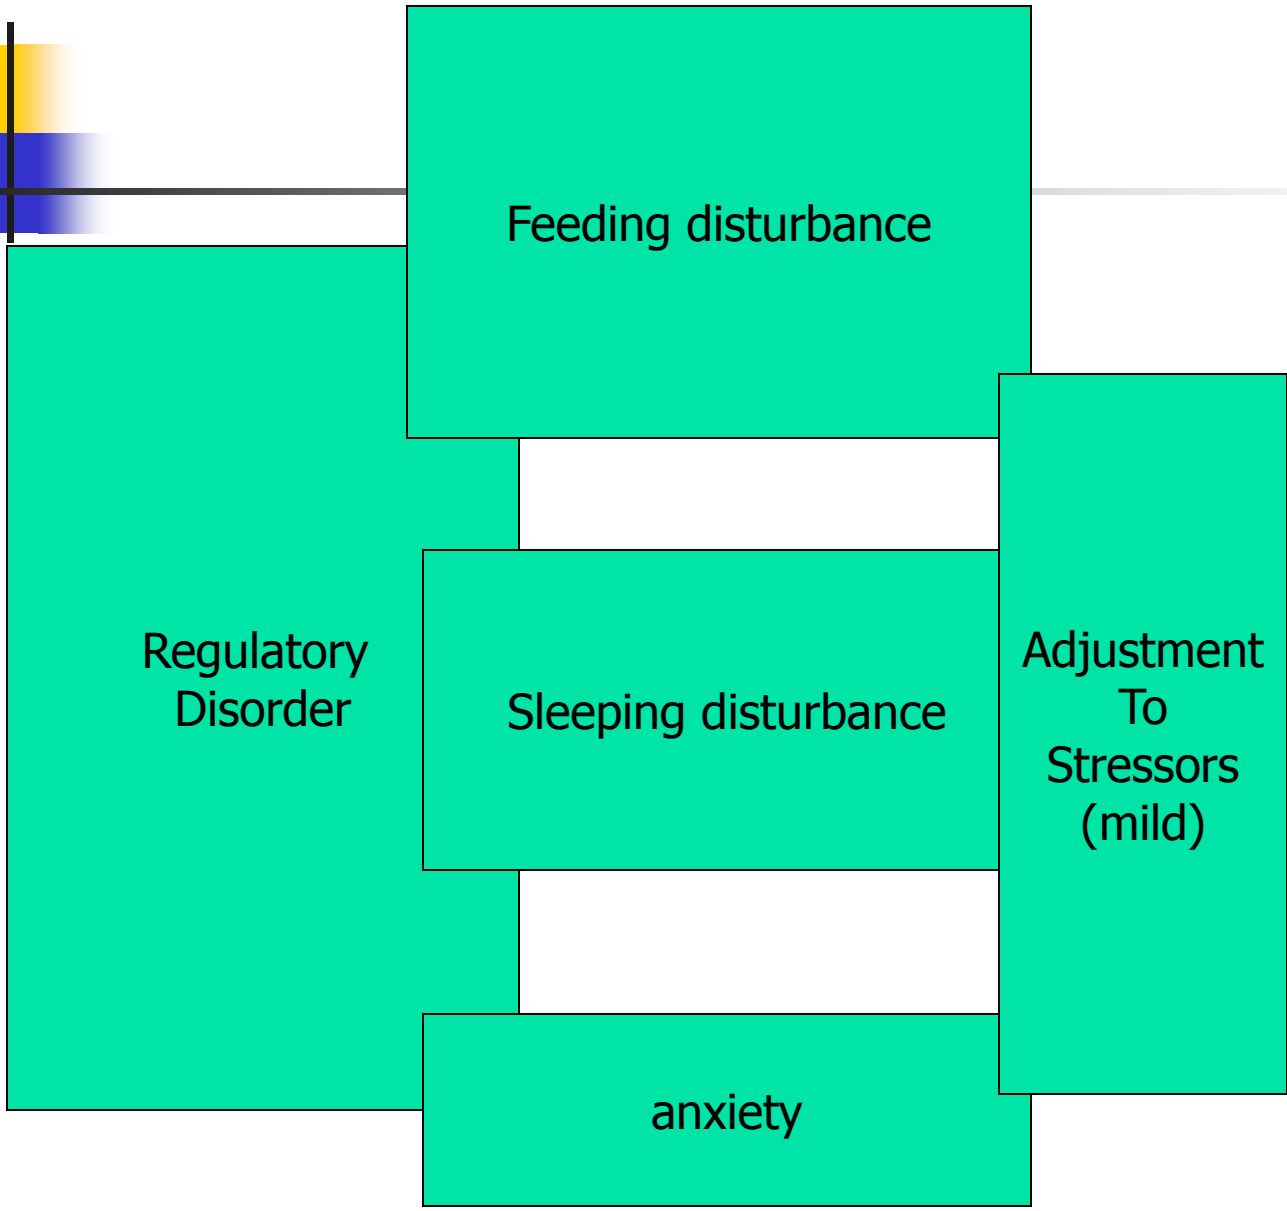 Feeding disturbance
Regulatory
Disorder
Sleeping disturbance
Adjustment
To
Stressors
(mild)
anxiety